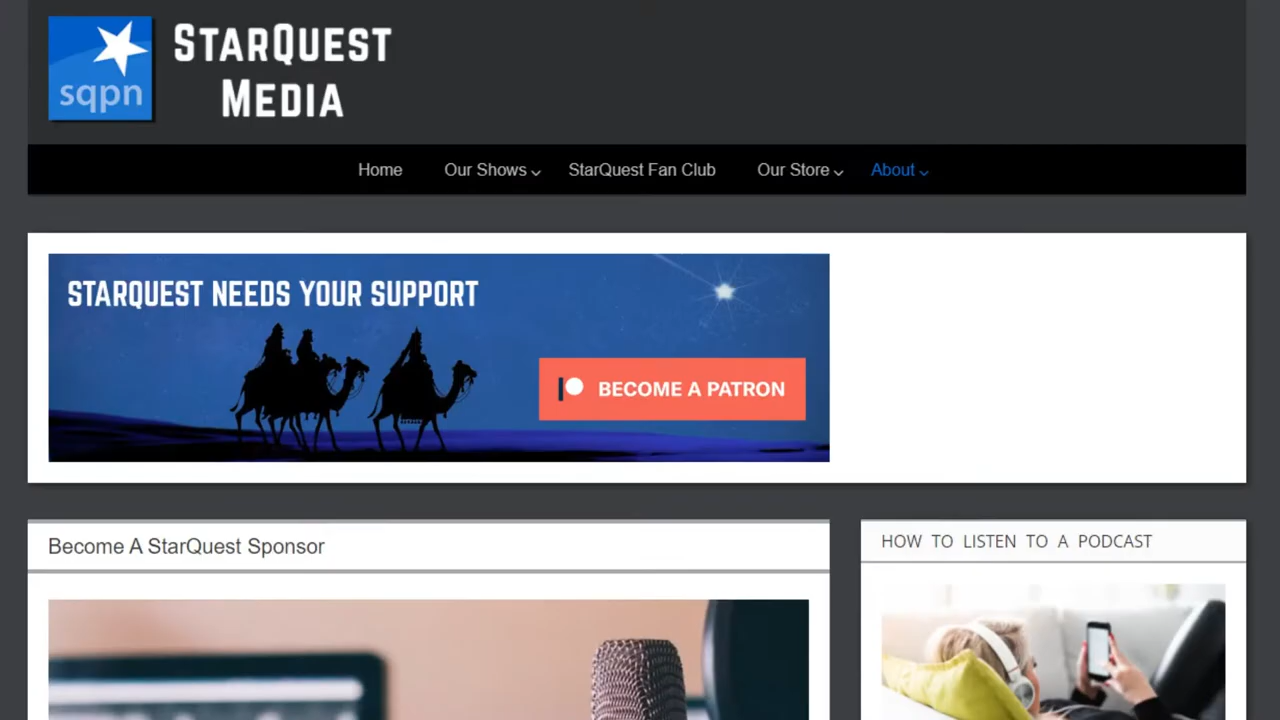 sqpn
StarQuest
Media
Home
Our Shows
StarQuest Fan Club
Our Store
About
STARQUEST NEEDS YOUR SUPPORT
BECOME A PATRON
Become A StarQuest Sponsor
HOW TO LISTEN TO A PODCAST